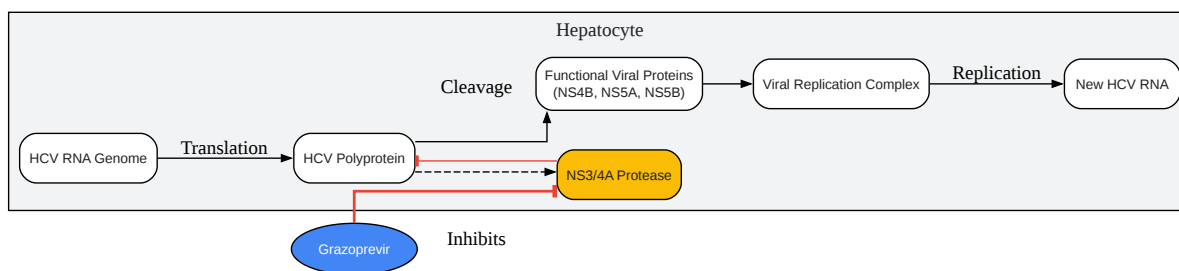 Hepatocyte
Cleavage
Functional Viral Proteins
(NS4B, NS5A, NS5B)
Viral Replication Complex
Replication
New HCV RNA
HCV RNA Genome
Translation
HCV Polyprotein
NS3/4A Protease
Grazoprevir
Inhibits